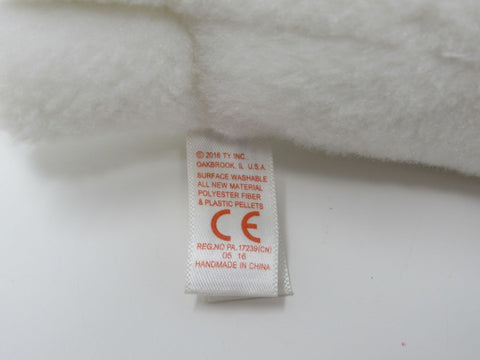 © 2016 TY INC.
OAKBROOK, IL U.S.A.
SURFACE WASHABLE
ALL NEW MATERIAL
POLYESTER FIBER
& PLASTIC PELLETS
CE
REG.NO PA. 17239(CN)
05 16
HANDMADE IN CHINA